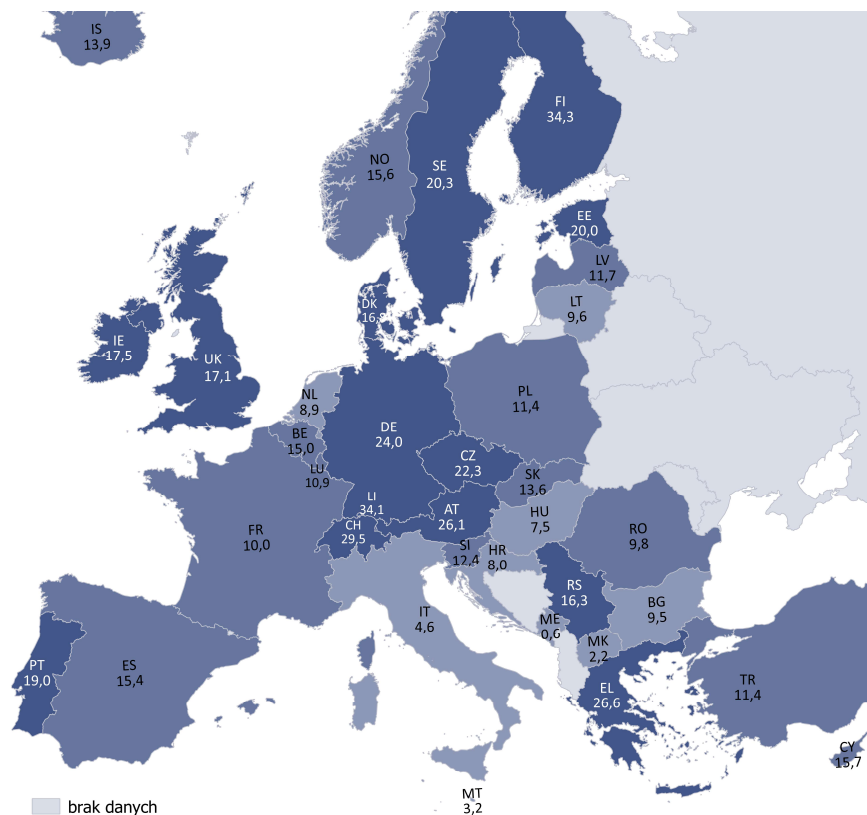 IS
13,9
FI
34,3
NO
15,6
SE
20,3
EE
20,0
LV
11,7
LT
9,6
DK
16,8
IE
17,5
UK
17,1
NL
8,9
BE
15,0
LU
10,9
DE
24,0
PL
11,4
CZ
22,3
SK
13,6
LI
34,1
CH
29,5
AT
26,1
HU
7,5
FR
10,0
SI
12,4
HR
8,0
RO
9,8
RS
16,3
BG
9,5
IT
4,6
ME
0,6
MK
2,2
PT
19,0
ES
15,4
EL
26,6
TR
11,4
CY
15,7
MT
3,2
brak danych